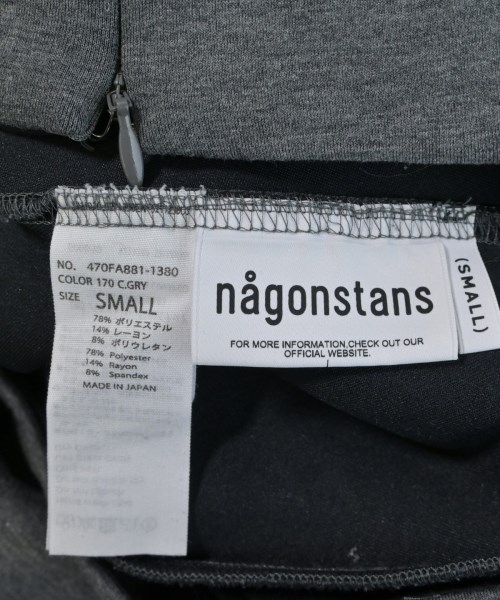 NO. 470FA881-1380
COLOR 170 C.GRY
SIZE SMALL
78% ポリエステル
14% レーヨン
8% ポリウレタン
78% Polyester
14% Rayon
8% Spandex
MADE IN JAPAN
någonstans
FOR MORE INFORMATION,CHECK OUT OUR
OFFICIAL WEBSITE.
(SMALL)